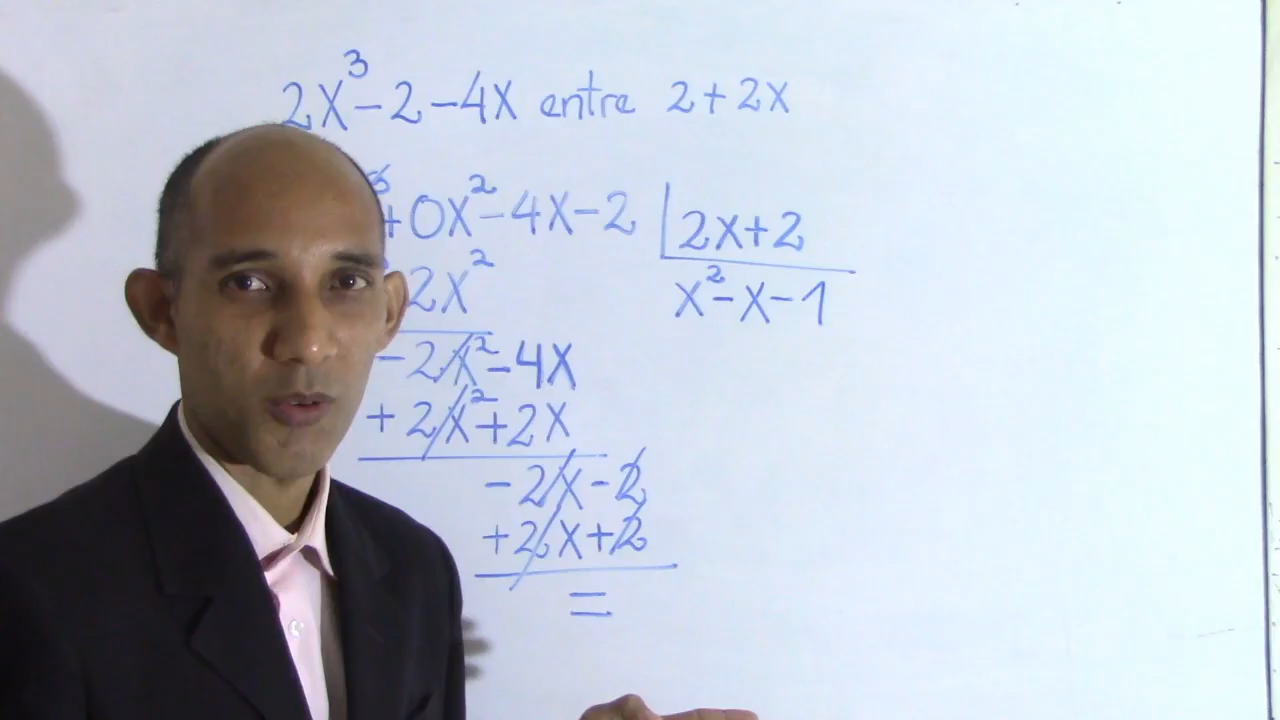 2x³ - 2 - 4x entre 2 + 2x
+ 0x² - 4x - 2 | 2x + 2
2x² x² - x - 1
- 2x² - 4x
+ 2x² + 2x
- 2x - 2
+ 2x + 2
=